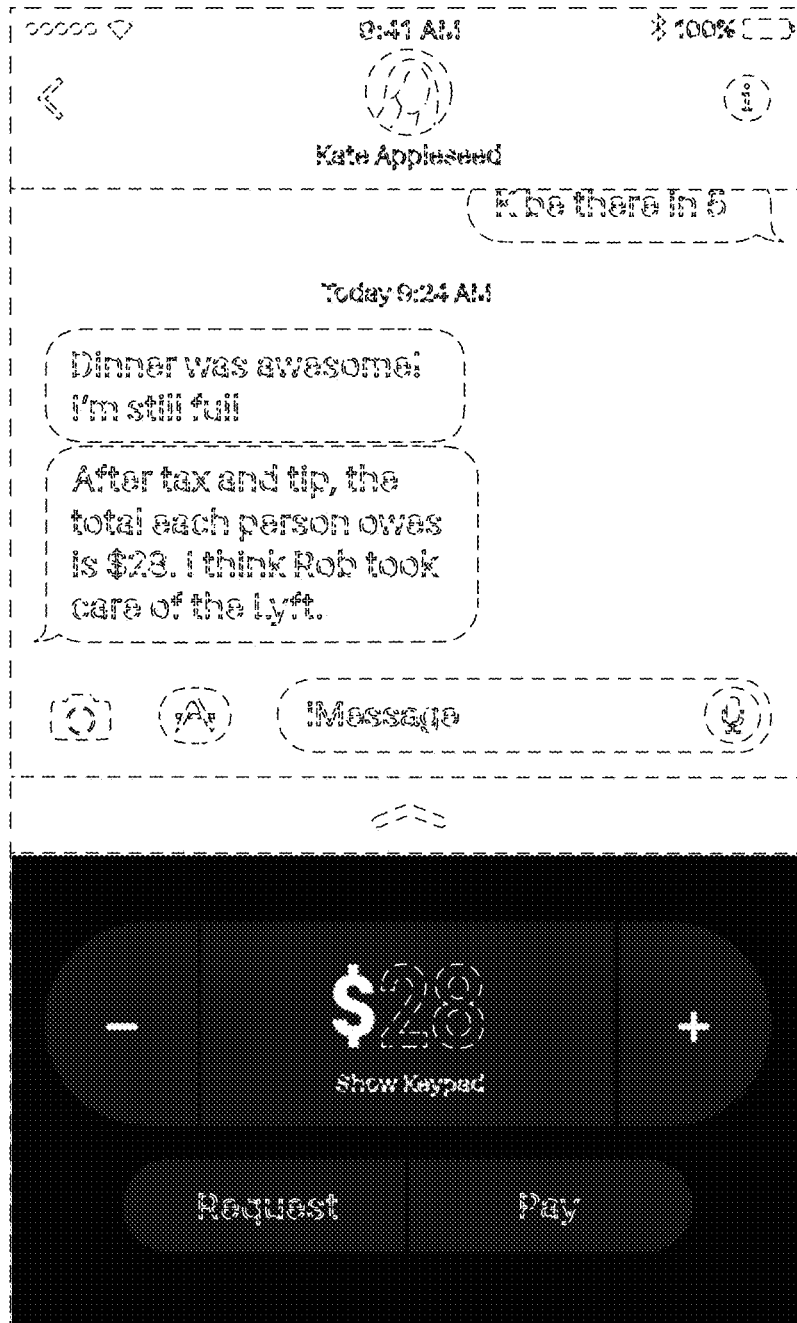 9:41 AM 100%
Kate Appleseed
K be there in 5
Today 9:24 AM
Dinner was awesome!
I'm still full
After tax and tip, the
total each person owes
is $28. I think Rob took
care of the Lyft.
iMessage
$28
Show Keypad
Request Pay